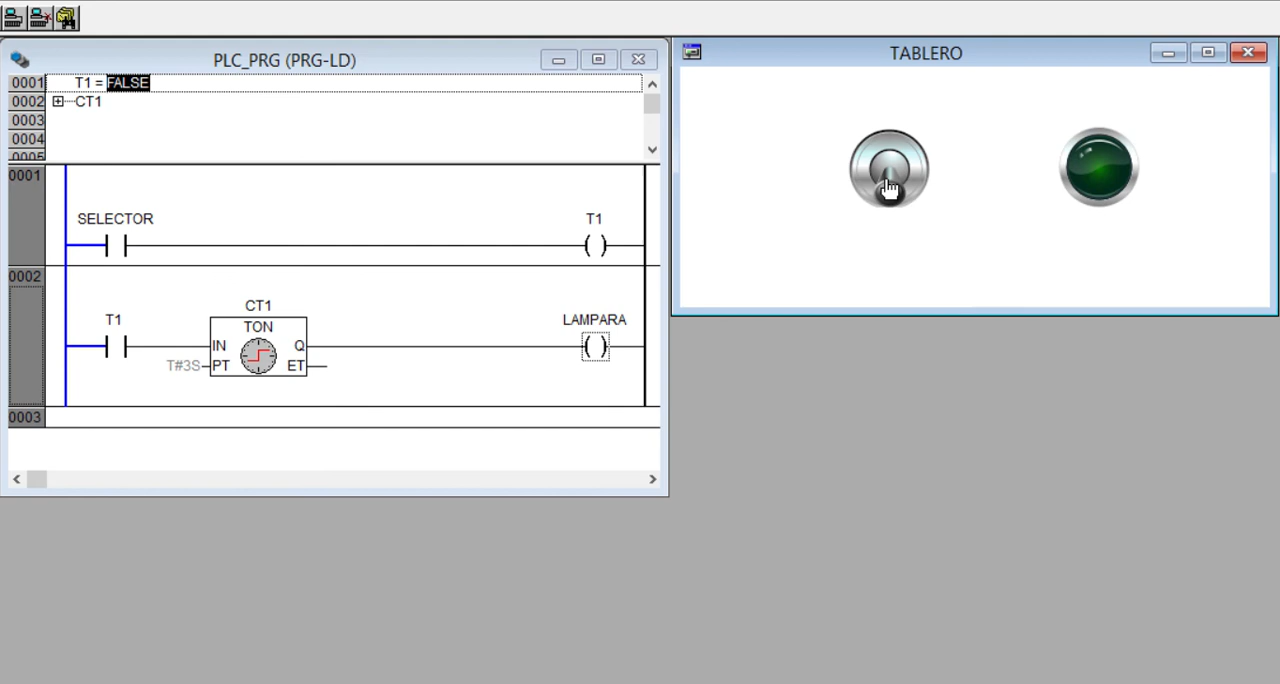 PLC_PRG (PRG-LD)
0001 T1 = FALSE
0002 CT1
0003
0004
0005
0001
SELECTOR T1
0002
CT1
T1 TON LAMPARA
IN Q
T#3S PT ET
0003
TABLERO